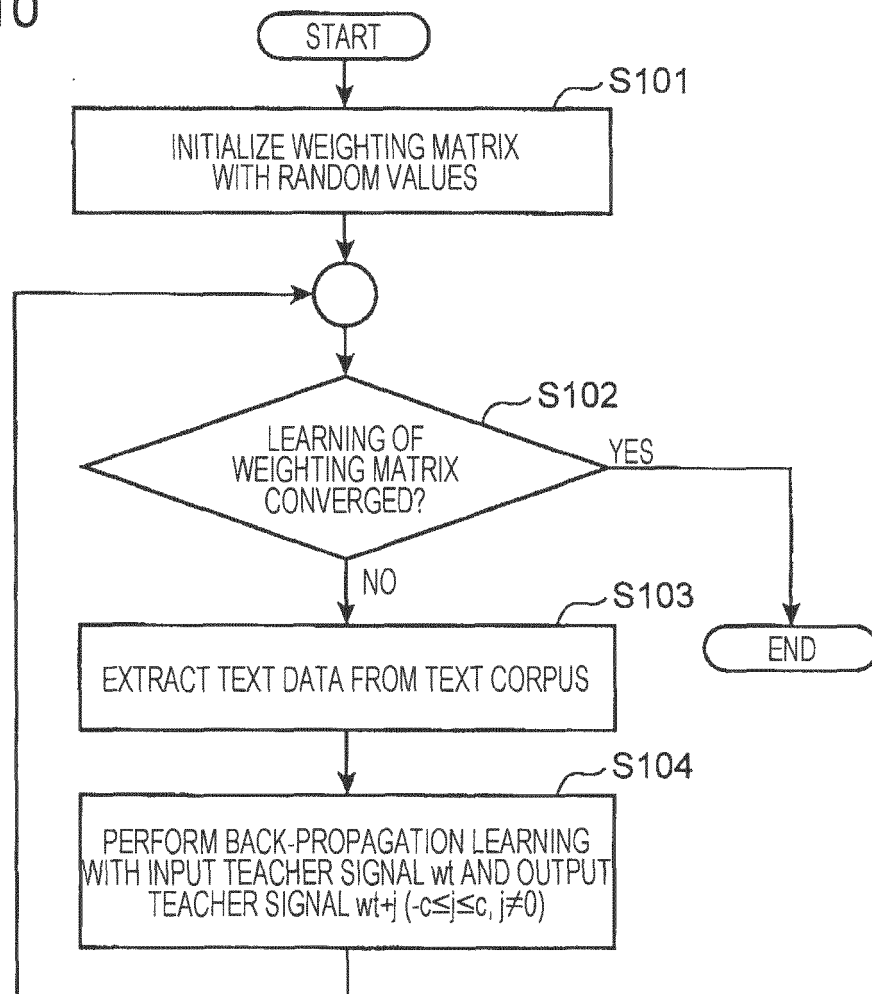 10
START
S101
INITIALIZE WEIGHTING MATRIX
WITH RANDOM VALUES
S102
LEARNING OF
WEIGHTING MATRIX
CONVERGED?
YES
NO
S103
END
EXTRACT TEXT DATA FROM TEXT CORPUS
S104
PERFORM BACK-PROPAGATION LEARNING
WITH INPUT TEACHER SIGNAL wt AND OUTPUT
TEACHER SIGNAL wt+j (-c≤j≤c, j≠0)